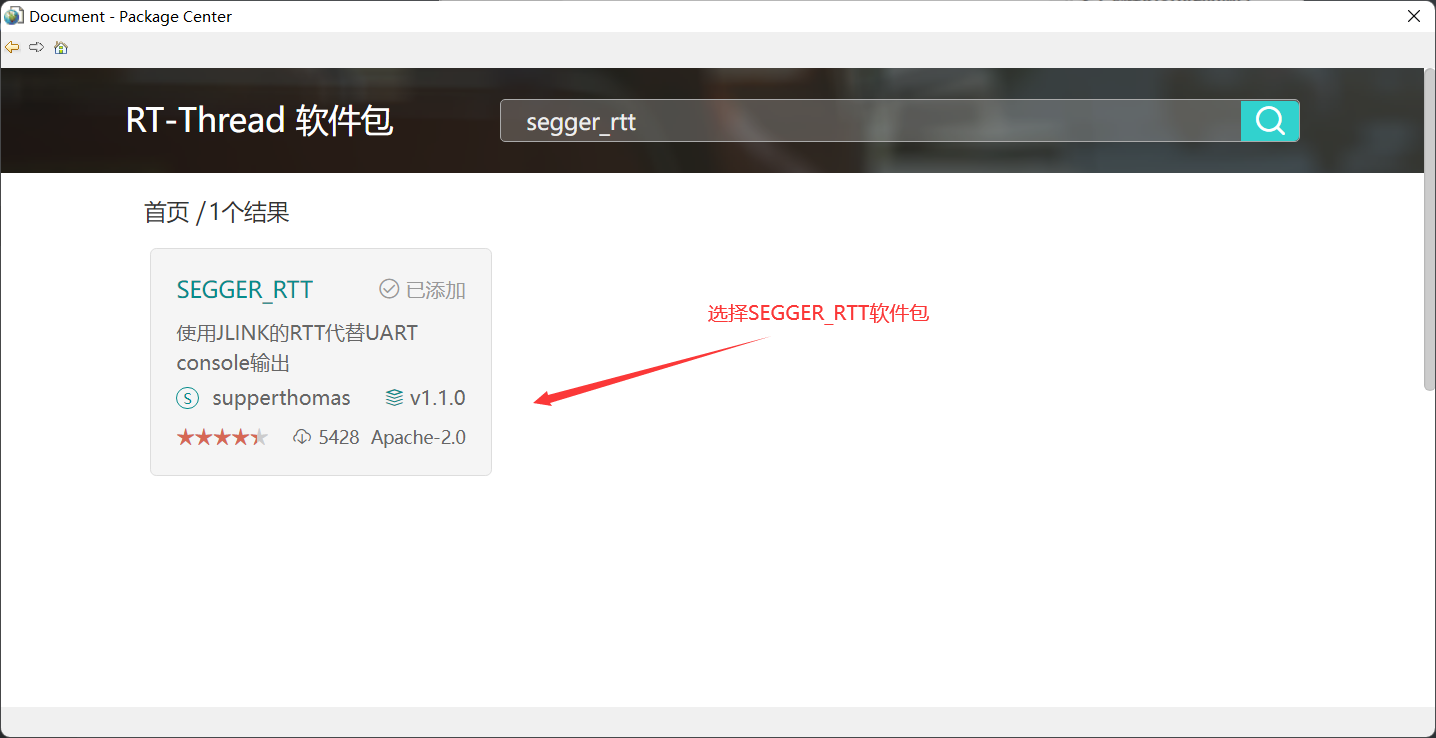 Document - Package Center
RT-Thread 软件包
segger_rtt
首页 / 1个结果
SEGGER_RTT 已添加
使用JLINK的RTT代替UART
console输出
S supperthomas v1.1.0
5428 Apache-2.0
选择SEGGER_RTT软件包